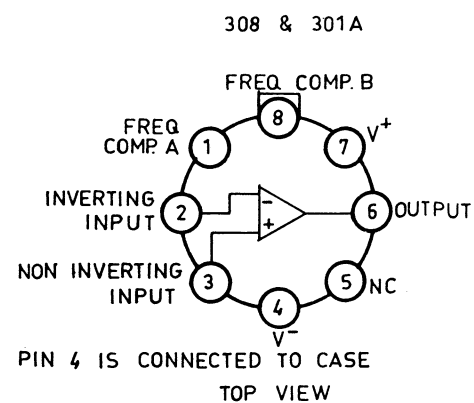 308 & 301A
FREQ COMP. B
8
FREQ
COMP. A
1
7
V+
INVERTING
INPUT
2
-
+
6
OUTPUT
NON INVERTING
INPUT
3
5
NC
4
V-
PIN 4 IS CONNECTED TO CASE
TOP VIEW